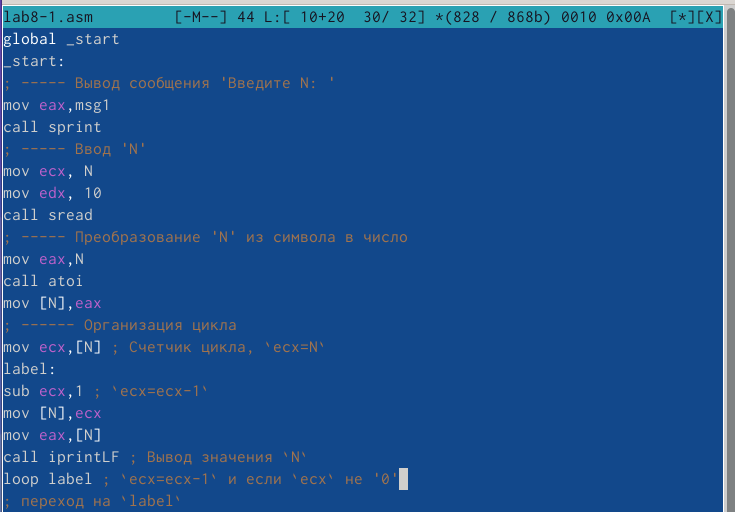 lab8-1.asm [-M--] 44 L:[ 10+20 30/ 32] *(828 / 868b) 0010 0x00A [*][X]
global _start
_start:
; ----- Вывод сообщения 'Введите N: '
mov eax,msg1
call sprint
; ----- Ввод 'N'
mov ecx, N
mov edx, 10
call sread
; ----- Преобразование 'N' из символа в число
mov eax,N
call atoi
mov [N],eax
; ------ Организация цикла
mov ecx,[N] ; Счетчик цикла, `ecx=N`
label:
sub ecx,1 ; `ecx=ecx-1`
mov [N],ecx
mov eax,[N]
call iprintLF ; Вывод значения `N`
loop label ; `ecx=ecx-1` и если `ecx` не '0'
; переход на `label`